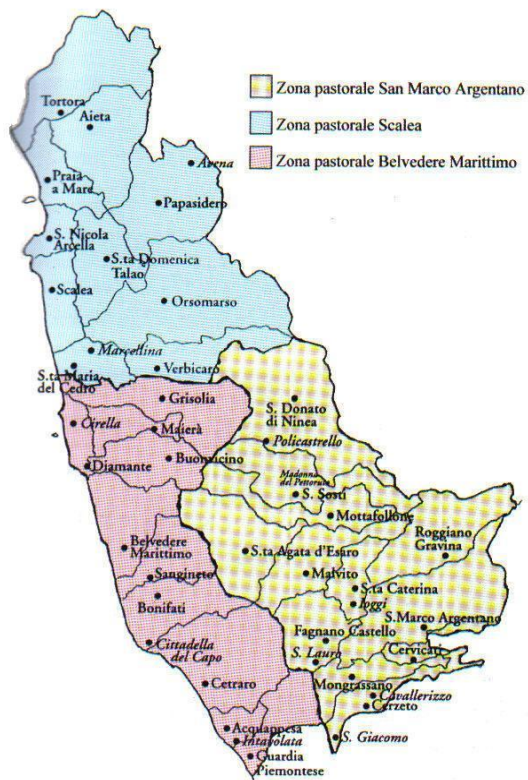 Zona pastorale San Marco Argentano
Zona pastorale Scalea
Zona pastorale Belvedere Marittimo
Tortora
Aieta
Avena
Praia
a Mare
Papasidero
S. Nicola
Arcella
S.ta Domenica
Talao
Scalea
Orsomarso
Marcellina
S.ta Maria
del Cedro
Verbicaro
Grisolia
S. Donato
di Ninea
Cirella
Maierà
Policastrello
Diamante
Buonvicino
Madonna
del Pettoruto
S. Sosti
Mottafollone
Roggiano
Gravina
Belvedere
Marittimo
S.ta Agata d'Esaro
Malvito
Sangineto
S.ta Caterina
Joggi
Bonifati
S.Marco Argentano
Fagnano Castello
Cittadella
del Capo
S. Lauro
Cervicati
Mongrassano
Cetraro
Cavallerizzo
Cerzeto
Acquappesa
Intavolata
S. Giacomo
Guardia
Piemontese